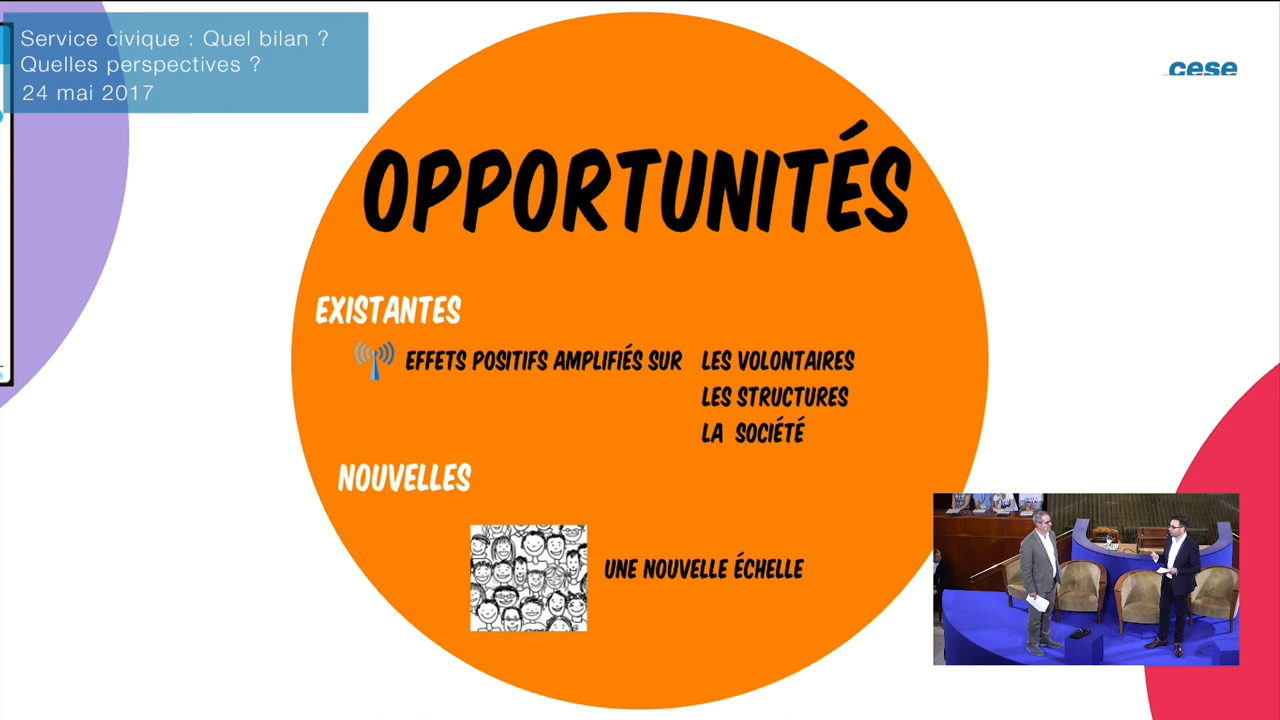 Service civique : Quel bilan ?
Quelles perspectives ?
24 mai 2017
cese
OPPORTUNITÉS
EXISTANTES
EFFETS POSITIFS AMPLIFIÉS SUR LES VOLONTAIRES
LES STRUCTURES
LA SOCIÉTÉ
NOUVELLES
UNE NOUVELLE ÉCHELLE